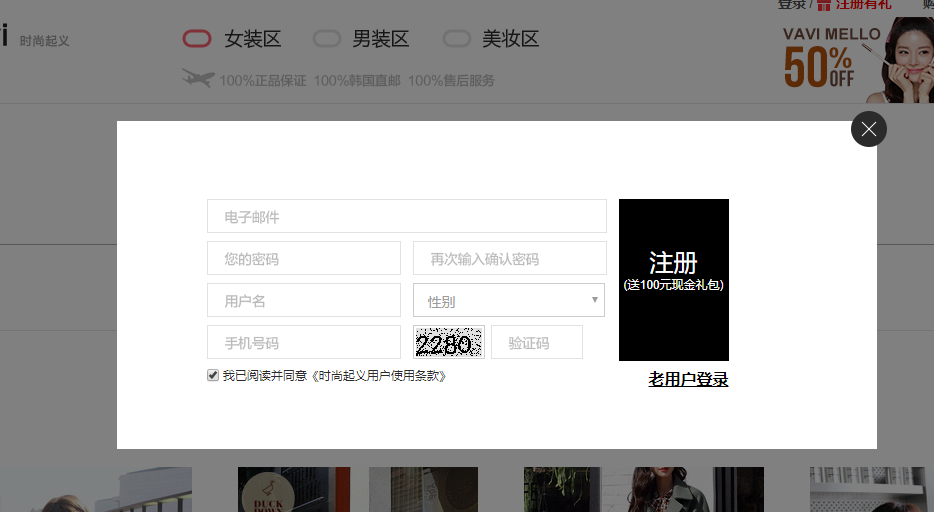 登录 / 注册有礼 购
vi 时尚起义
女装区 男装区 美妆区
VAVI MELLO
50% OFF
100%正品保证 100%韩国直邮 100%售后服务
电子邮件
您的密码 再次输入确认密码
注册
(送100元现金礼包)
用户名 性别
手机号码 2280 验证码
我已阅读并同意《时尚起义用户使用条款》
老用户登录
DUCK
DOWN